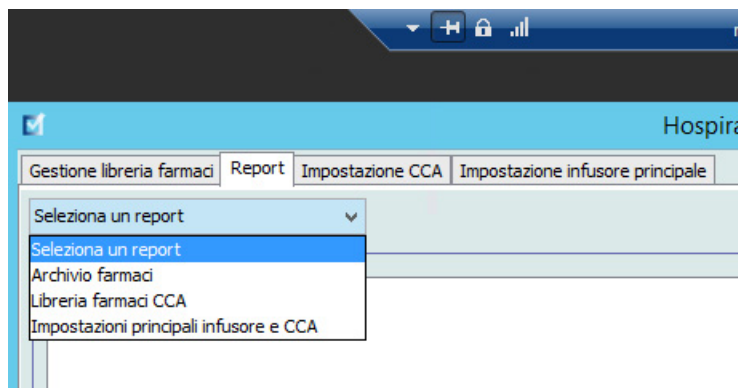 Hospira
Gestione libreria farmaci Report Impostazione CCA Impostazione infusore principale
Seleziona un report
Seleziona un report
Archivio farmaci
Libreria farmaci CCA
Impostazioni principali infusore e CCA